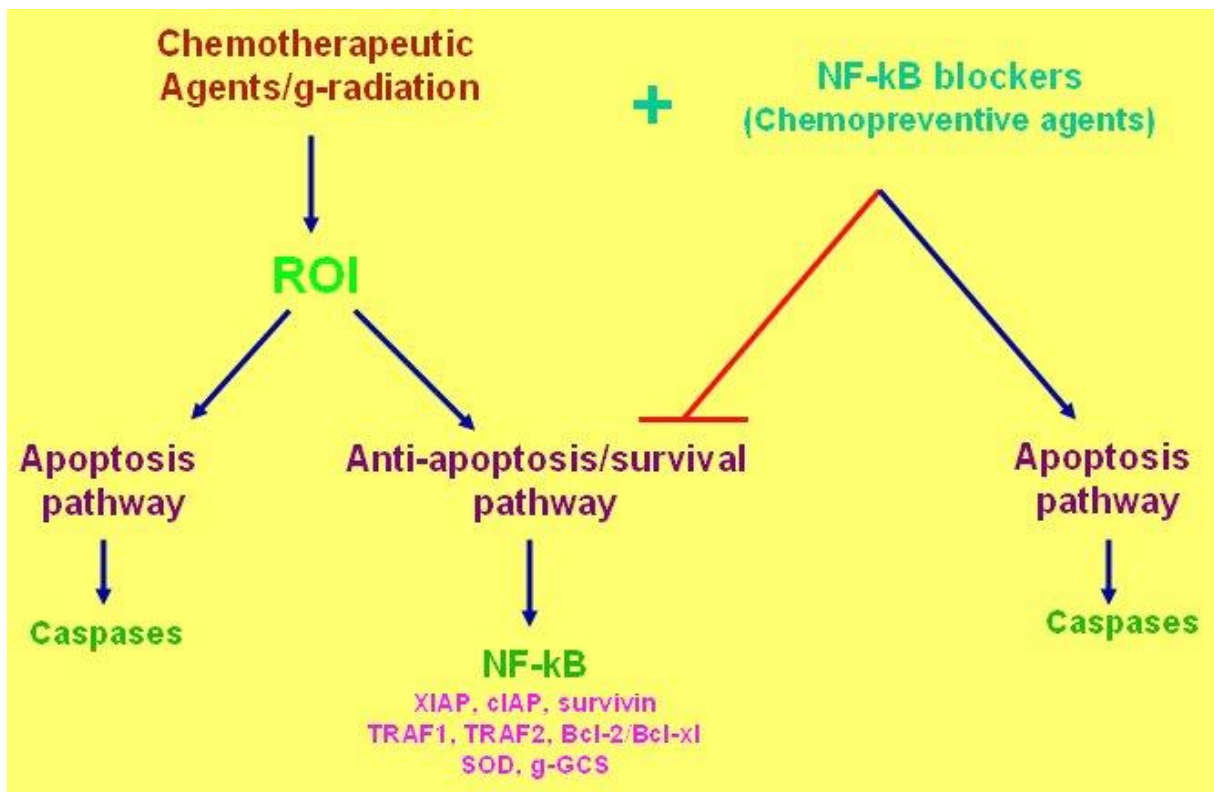 Chemotherapeutic
Agents/g-radiation
+
NF-kB blockers
(Chemopreventive agents)
ROI
Apoptosis
pathway
Anti-apoptosis/survival
pathway
Apoptosis
pathway
Caspases
NF-kB
XIAP, cIAP, survivin
TRAF1, TRAF2, Bcl-2/Bcl-xl
SOD, g-GCS
Caspases